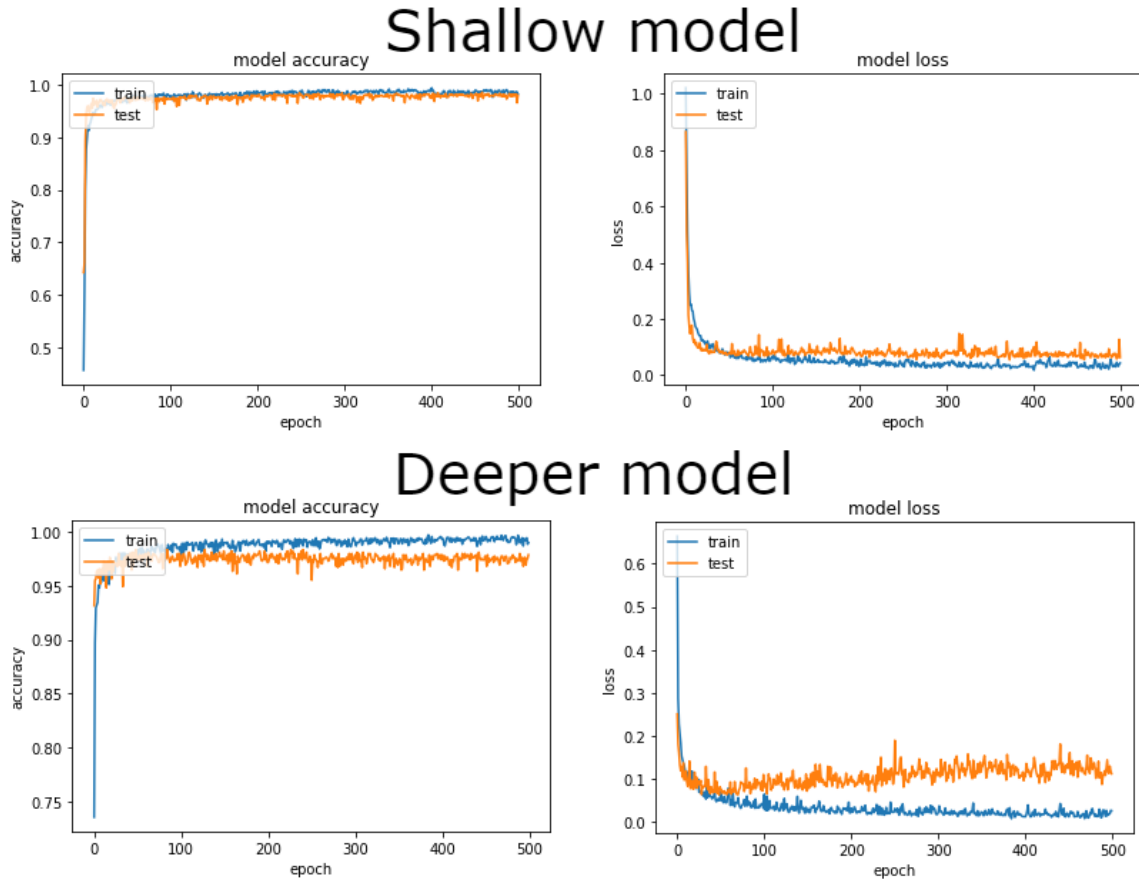 Shallow model
model accuracy
model loss
train
test
1.0
0.9
0.8
0.7
0.6
0.5
accuracy
0 100 200 300 400 500
epoch
train
test
1.0
0.8
0.6
0.4
0.2
0.0
loss
0 100 200 300 400 500
epoch
Deeper model
model accuracy
model loss
train
test
1.00
0.95
0.90
0.85
0.80
0.75
accuracy
0 100 200 300 400 500
epoch
train
test
0.6
0.5
0.4
0.3
0.2
0.1
0.0
loss
0 100 200 300 400 500
epoch